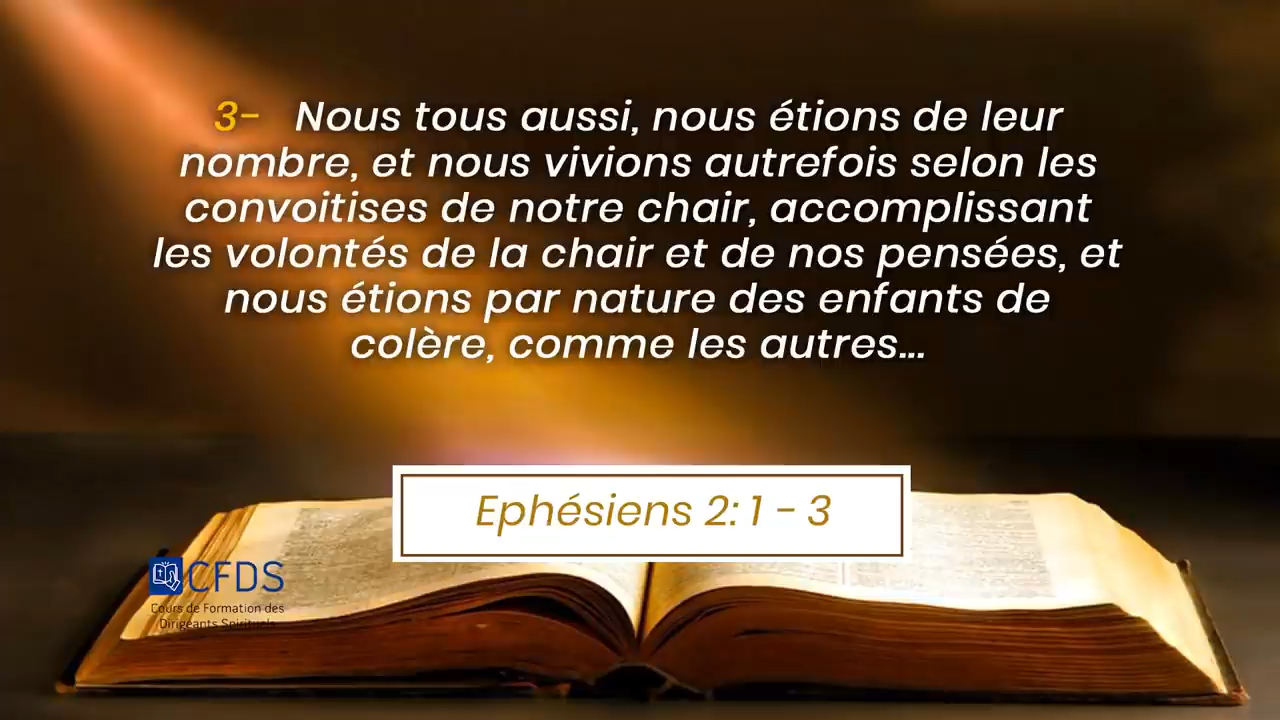 3- Nous tous aussi, nous étions de leur
nombre, et nous vivions autrefois selon les
convoitises de notre chair, accomplissant
les volontés de la chair et de nos pensées, et
nous étions par nature des enfants de
colère, comme les autres...
Ephésiens 2: 1 - 3
CFDS
Cours de Formation des
Dirigeants Spirituels